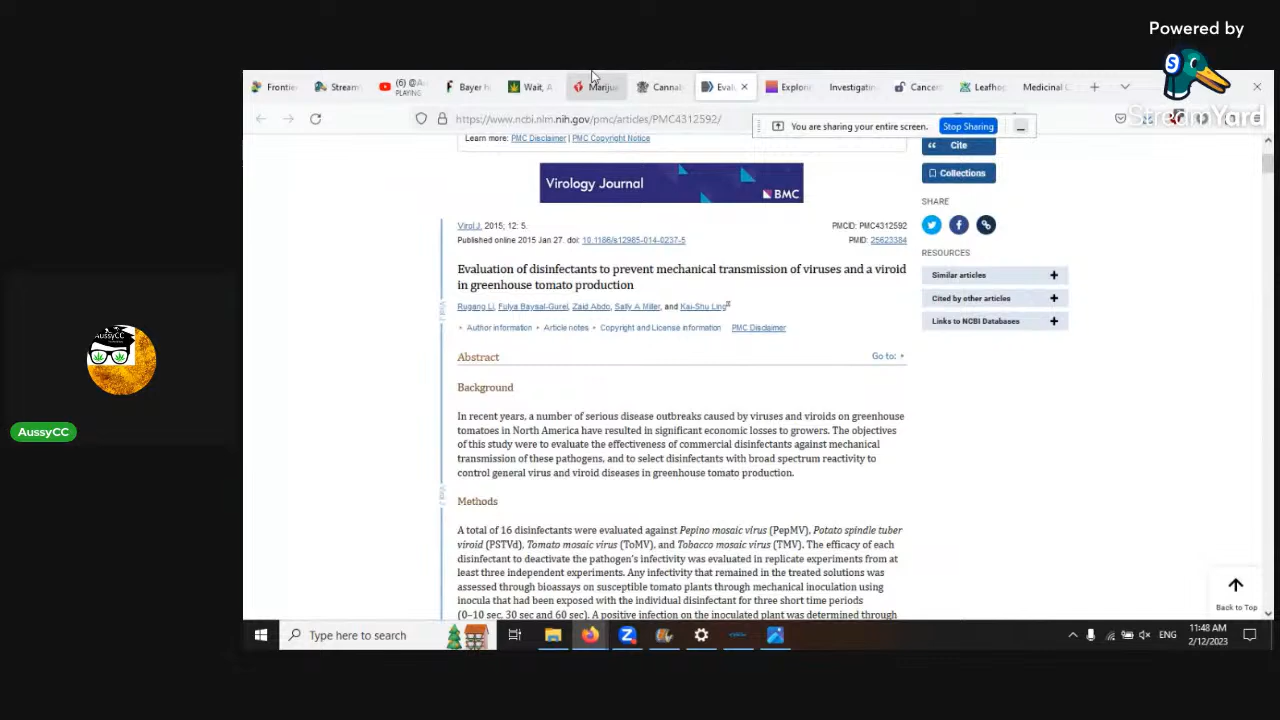 Powered by
StreamYard
Frontier
Stream
(6) @Au
PLAYING
Bayer h
Wait, A
Mariju
Cannab
Evalu
Explori
Investigatin
Cancer
Leafho
Medicinal C
https://www.ncbi.nlm.nih.gov/pmc/articles/PMC4312592/
You are sharing your entire screen.
Stop Sharing
Learn more: PMC Disclaimer | PMC Copyright Notice
Cite
Collections
Virology Journal
BMC
SHARE
Virol J. 2015; 12: 5.
PMCID: PMC4312592
Published online 2015 Jan 27. doi: 10.1186/s12985-014-0237-5
PMID: 25623384
RESOURCES
Similar articles
Cited by other articles
Links to NCBI Databases
Evaluation of disinfectants to prevent mechanical transmission of viruses and a viroid
in greenhouse tomato production
Rugang Li, Fulya Baysal-Gurel, Zaid Abdo, Sally A Miller, and Kai-Shu Ling
Author information • Article notes • Copyright and License information PMC Disclaimer
Abstract
Go to:
Background
In recent years, a number of serious disease outbreaks caused by viruses and viroids on greenhouse
tomatoes in North America have resulted in significant economic losses to growers. The objectives
of this study were to evaluate the effectiveness of commercial disinfectants against mechanical
transmission of these pathogens, and to select disinfectants with broad spectrum reactivity to
control general virus and viroid diseases in greenhouse tomato production.
Methods
A total of 16 disinfectants were evaluated against Pepino mosaic virus (PepMV), Potato spindle tuber
viroid (PSTVd), Tomato mosaic virus (ToMV), and Tobacco mosaic virus (TMV). The efficacy of each
disinfectant to deactivate the pathogen's infectivity was evaluated in replicate experiments from at
least three independent experiments. Any infectivity that remained in the treated solutions was
assessed through bioassays on susceptible tomato plants through mechanical inoculation using
inocula that had been exposed with the individual disinfectant for three short time periods
(0–10 sec, 30 sec and 60 sec). A positive infection on the inoculated plant was determined through
Back to Top
AussyCC
AussyCC
Type here to search
ENG
11:48 AM
2/12/2023